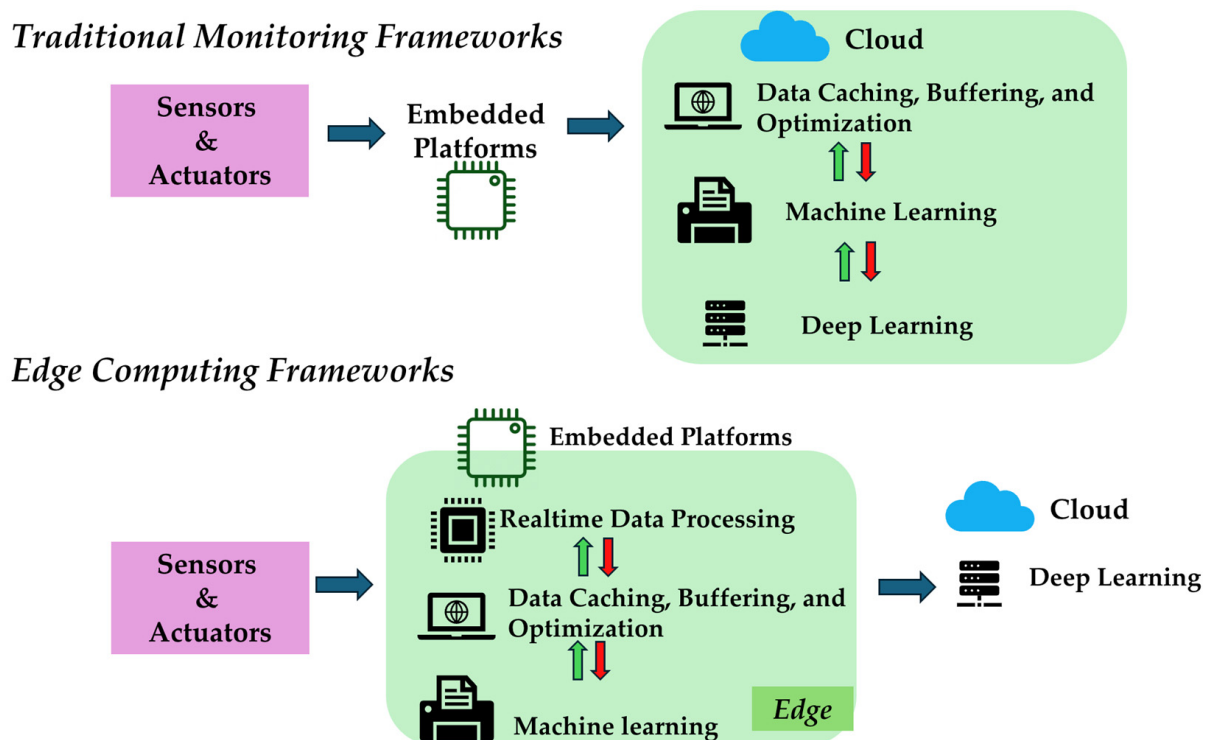 Traditional Monitoring Frameworks
Cloud
Sensors
&
Actuators
Embedded
Platforms
Data Caching, Buffering, and
Optimization
Machine Learning
Deep Learning
Edge Computing Frameworks
Embedded Platforms
Realtime Data Processing
Sensors
&
Actuators
Data Caching, Buffering, and
Optimization
Machine learning
Edge
Cloud
Deep Learning